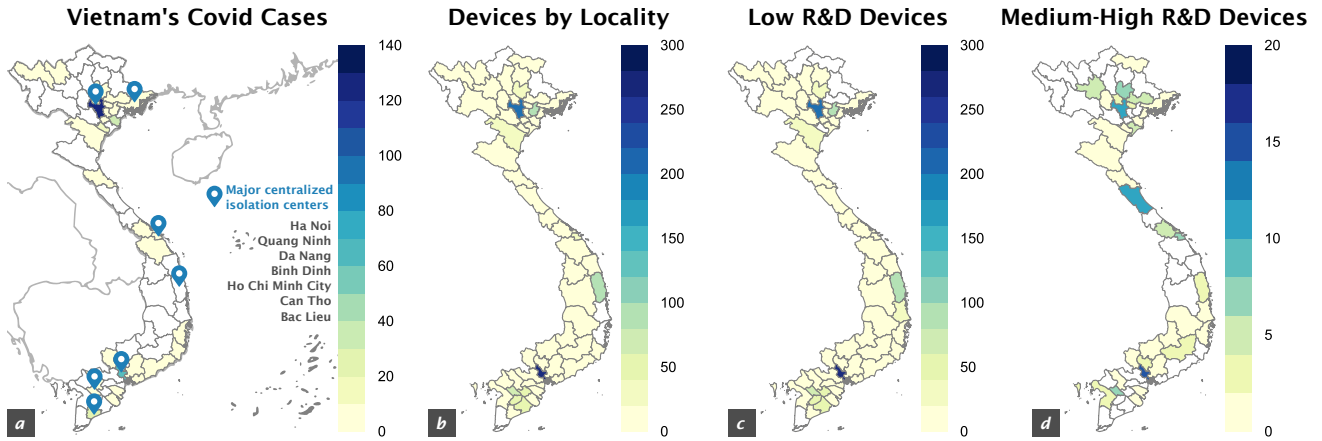 Vietnam's Covid Cases
140
120
100
80
60
40
20
0
Major centralized
isolation centers
Ha Noi
Quang Ninh
Da Nang
Binh Dinh
Ho Chi Minh City
Can Tho
Bac Lieu
a
Devices by Locality
300
250
200
150
100
50
0
b
Low R&D Devices
300
250
200
150
100
50
0
c
Medium-High R&D Devices
20
15
10
5
0
d